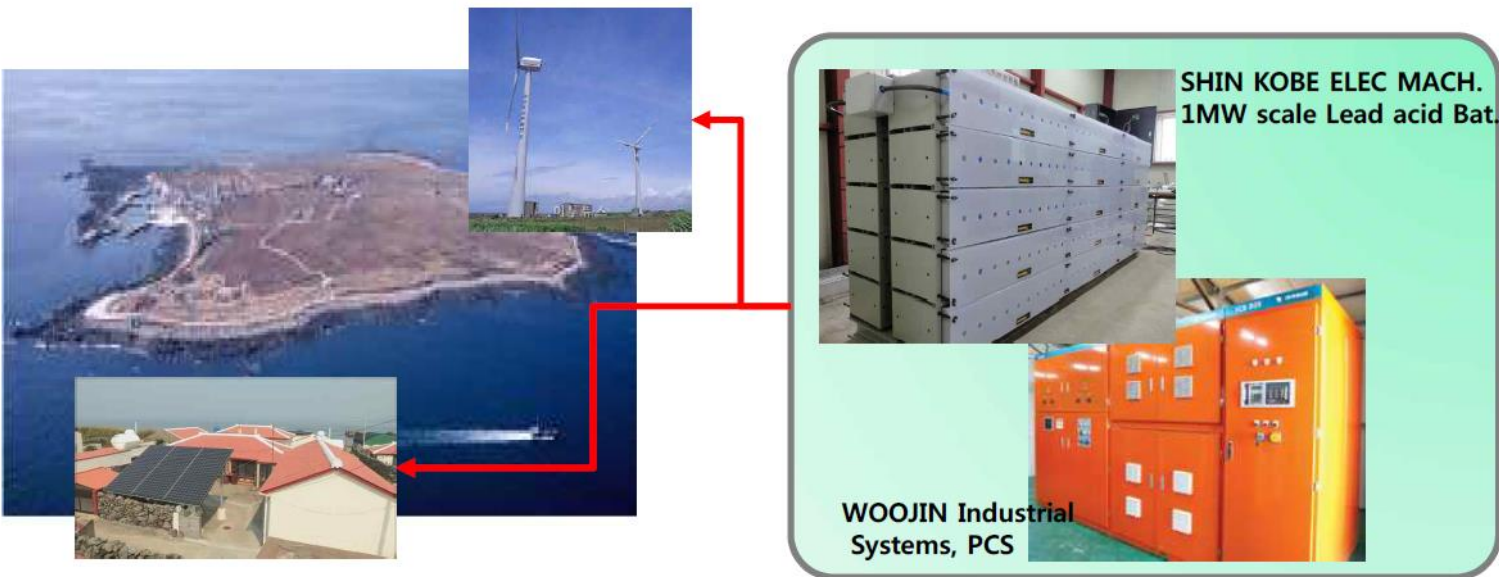 SHIN KOBE ELEC MACH.
1MW scale Lead acid Bat.
WOOJIN Industrial
Systems, PCS